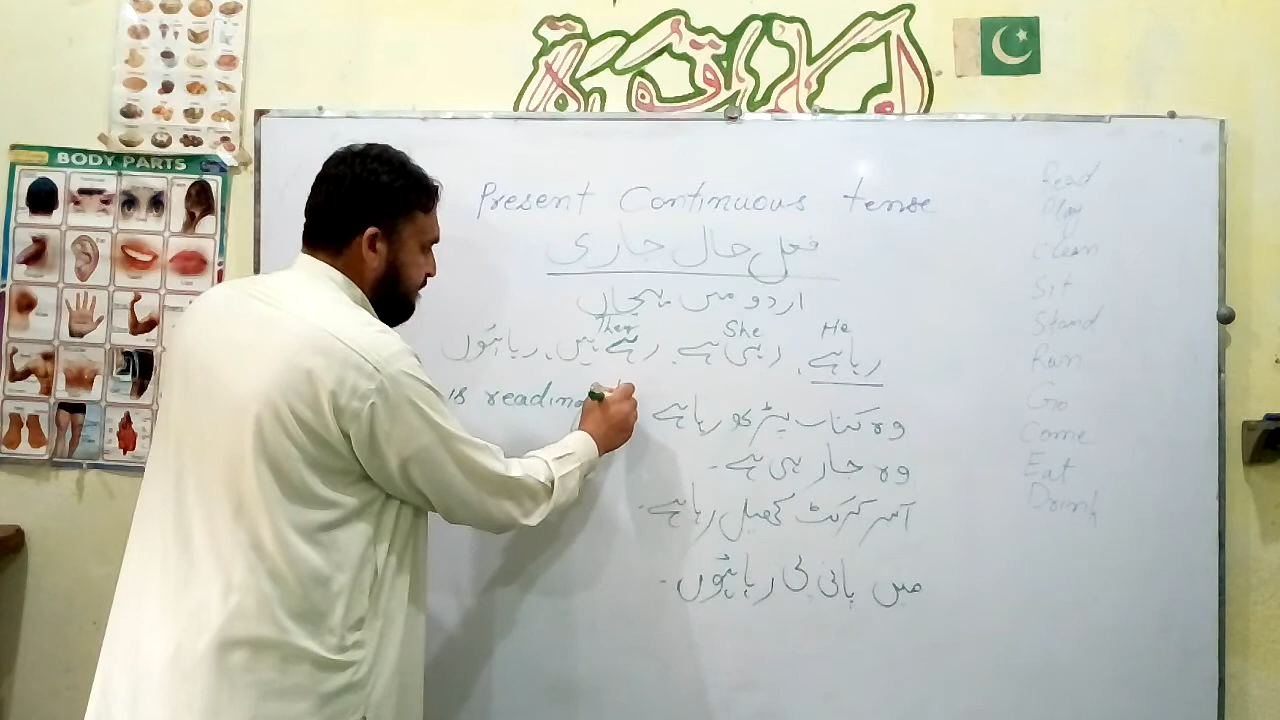 BODY PARTS
Present Continuous tense
فعل حال جاری
اردو میں پہچان
He
She
They
رہا ہے، رہی ہے، رہے ہیں، رہا ہوں
is reading
وہ کتاب پڑھ رہا ہے
وہ جا رہی ہے۔
کرکٹ کھیل رہا ہے۔
میں پانی پی رہا ہوں۔
Read
Play
Clean
Sit
Stand
Run
Go
Come
Eat
Drink